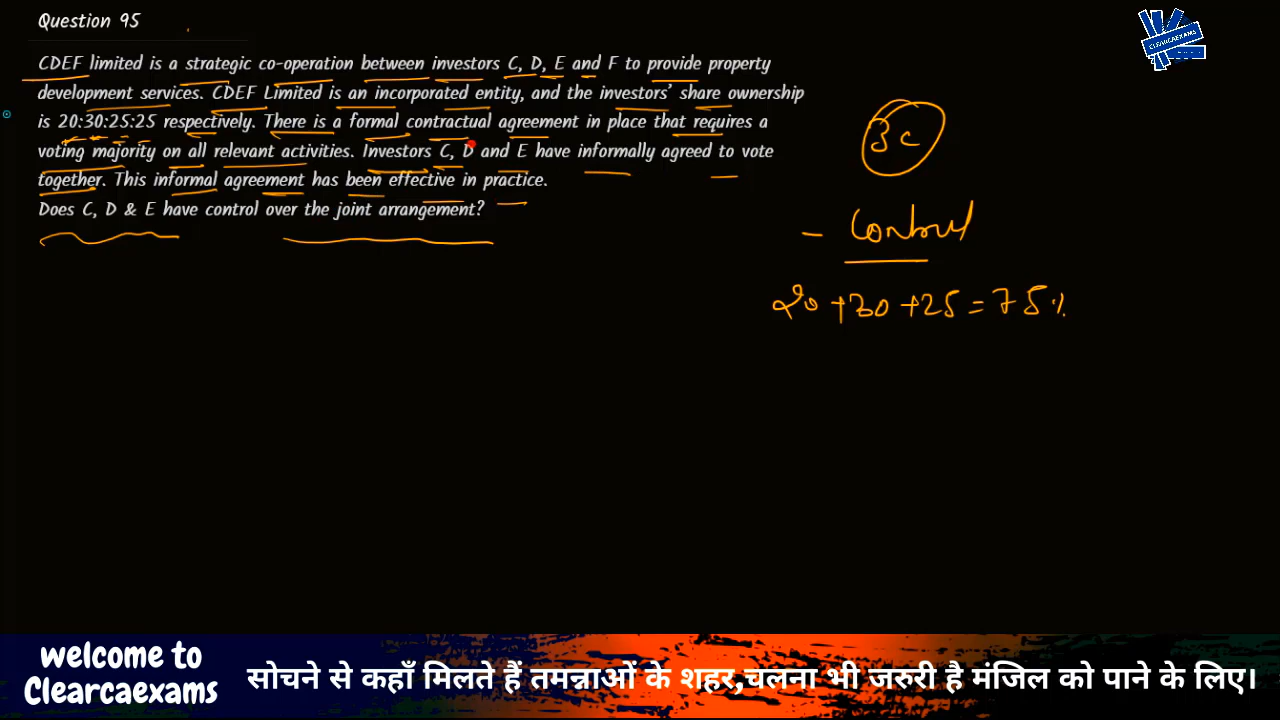 Question 95
CLEARCAEXAMS
CDEF limited is a strategic co-operation between investors C, D, E and F to provide property
development services. CDEF Limited is an incorporated entity, and the investors' share ownership
is 20:30:25:25 respectively. There is a formal contractual agreement in place that requires a
voting majority on all relevant activities. Investors C, D and E have informally agreed to vote
together. This informal agreement has been effective in practice.
Does C, D & E have control over the joint arrangement?
3c
- Control
20 + 30 + 25 = 75%
welcome to
Clearcaexams
सोचने से कहाँ मिलते हैं तमन्नाओं के शहर,चलना भी जरुरी है मंजिल को पाने के लिए।